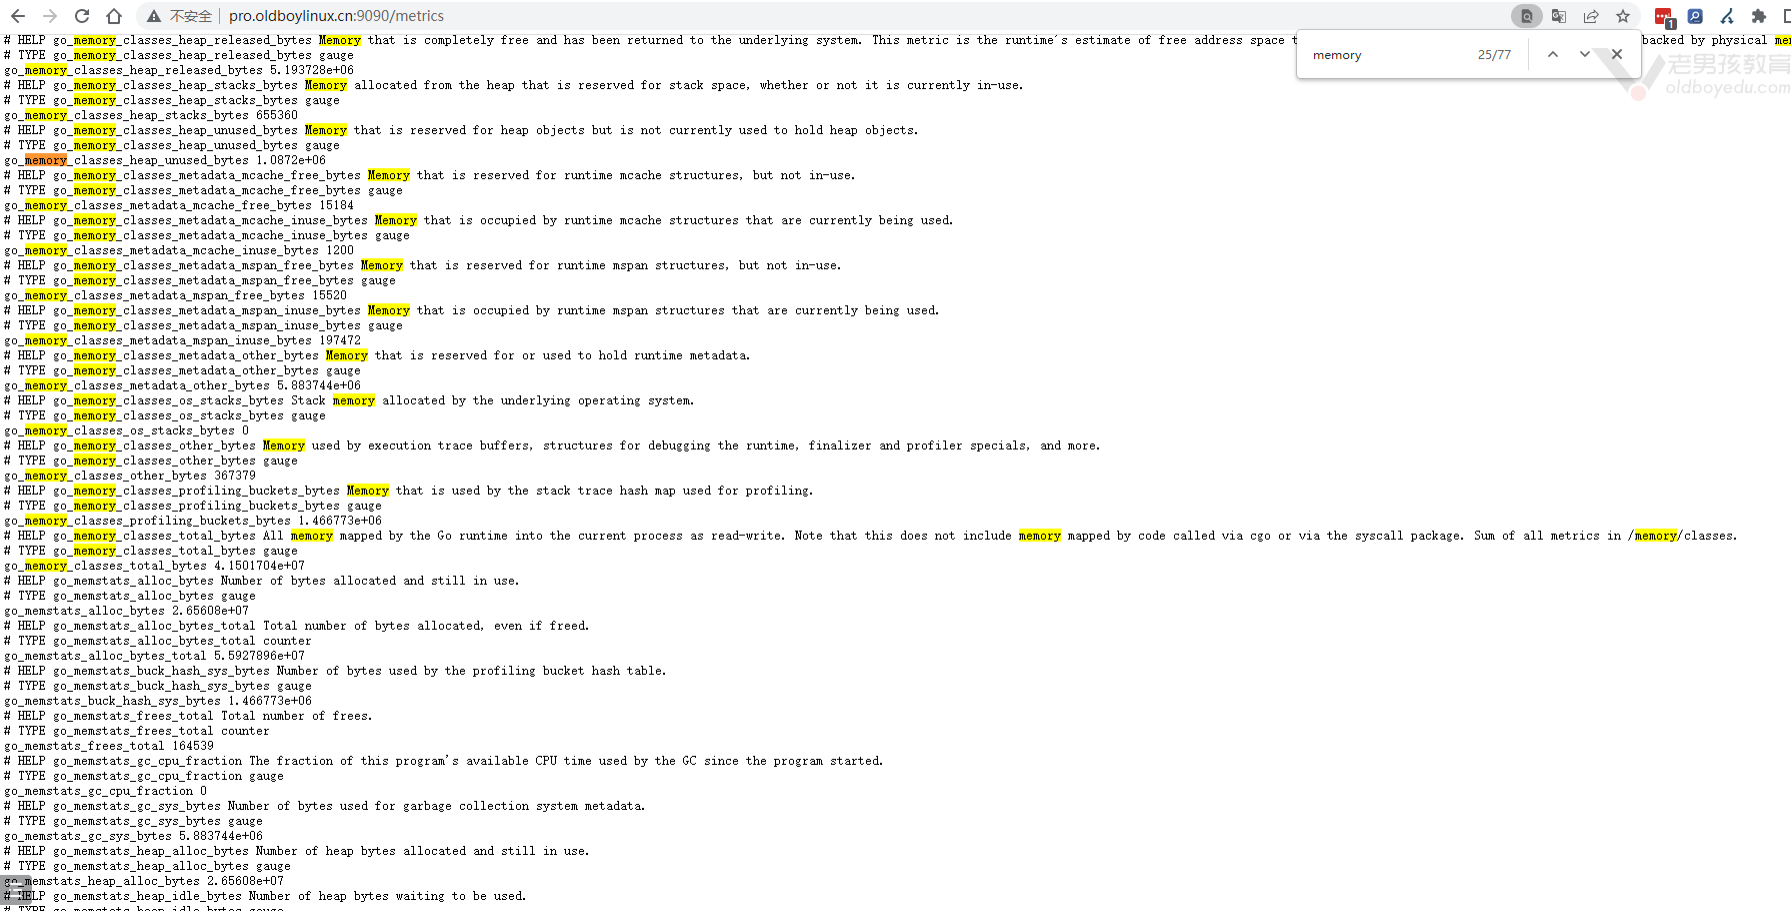 不安全 | pro.oldboylinux.cn:9090/metrics
1
memory 25/77
老男孩教育
oldboyedu.com
# HELP go_memory_classes_heap_released_bytes Memory that is completely free and has been returned to the underlying system. This metric is the runtime's estimate of free address space t backed by physical mem
# TYPE go_memory_classes_heap_released_bytes gauge
go_memory_classes_heap_released_bytes 5.193728e+06
# HELP go_memory_classes_heap_stacks_bytes Memory allocated from the heap that is reserved for stack space, whether or not it is currently in-use.
# TYPE go_memory_classes_heap_stacks_bytes gauge
go_memory_classes_heap_stacks_bytes 655360
# HELP go_memory_classes_heap_unused_bytes Memory that is reserved for heap objects but is not currently used to hold heap objects.
# TYPE go_memory_classes_heap_unused_bytes gauge
go_memory_classes_heap_unused_bytes 1.0872e+06
# HELP go_memory_classes_metadata_mcache_free_bytes Memory that is reserved for runtime mcache structures, but not in-use.
# TYPE go_memory_classes_metadata_mcache_free_bytes gauge
go_memory_classes_metadata_mcache_free_bytes 15184
# HELP go_memory_classes_metadata_mcache_inuse_bytes Memory that is occupied by runtime mcache structures that are currently being used.
# TYPE go_memory_classes_metadata_mcache_inuse_bytes gauge
go_memory_classes_metadata_mcache_inuse_bytes 1200
# HELP go_memory_classes_metadata_mspan_free_bytes Memory that is reserved for runtime mspan structures, but not in-use.
# TYPE go_memory_classes_metadata_mspan_free_bytes gauge
go_memory_classes_metadata_mspan_free_bytes 15520
# HELP go_memory_classes_metadata_mspan_inuse_bytes Memory that is occupied by runtime mspan structures that are currently being used.
# TYPE go_memory_classes_metadata_mspan_inuse_bytes gauge
go_memory_classes_metadata_mspan_inuse_bytes 197472
# HELP go_memory_classes_metadata_other_bytes Memory that is reserved for or used to hold runtime metadata.
# TYPE go_memory_classes_metadata_other_bytes gauge
go_memory_classes_metadata_other_bytes 5.883744e+06
# HELP go_memory_classes_os_stacks_bytes Stack memory allocated by the underlying operating system.
# TYPE go_memory_classes_os_stacks_bytes gauge
go_memory_classes_os_stacks_bytes 0
# HELP go_memory_classes_other_bytes Memory used by execution trace buffers, structures for debugging the runtime, finalizer and profiler specials, and more.
# TYPE go_memory_classes_other_bytes gauge
go_memory_classes_other_bytes 367379
# HELP go_memory_classes_profiling_buckets_bytes Memory that is used by the stack trace hash map used for profiling.
# TYPE go_memory_classes_profiling_buckets_bytes gauge
go_memory_classes_profiling_buckets_bytes 1.466773e+06
# HELP go_memory_classes_total_bytes All memory mapped by the Go runtime into the current process as read-write. Note that this does not include memory mapped by code called via cgo or via the syscall package. Sum of all metrics in /memory/classes.
# TYPE go_memory_classes_total_bytes gauge
go_memory_classes_total_bytes 4.1501704e+07
# HELP go_memstats_alloc_bytes Number of bytes allocated and still in use.
# TYPE go_memstats_alloc_bytes gauge
go_memstats_alloc_bytes 2.65608e+07
# HELP go_memstats_alloc_bytes_total Total number of bytes allocated, even if freed.
# TYPE go_memstats_alloc_bytes_total counter
go_memstats_alloc_bytes_total 5.5927896e+07
# HELP go_memstats_buck_hash_sys_bytes Number of bytes used by the profiling bucket hash table.
# TYPE go_memstats_buck_hash_sys_bytes gauge
go_memstats_buck_hash_sys_bytes 1.466773e+06
# HELP go_memstats_frees_total Total number of frees.
# TYPE go_memstats_frees_total counter
go_memstats_frees_total 164539
# HELP go_memstats_gc_cpu_fraction The fraction of this program's available CPU time used by the GC since the program started.
# TYPE go_memstats_gc_cpu_fraction gauge
go_memstats_gc_cpu_fraction 0
# HELP go_memstats_gc_sys_bytes Number of bytes used for garbage collection system metadata.
# TYPE go_memstats_gc_sys_bytes gauge
go_memstats_gc_sys_bytes 5.883744e+06
# HELP go_memstats_heap_alloc_bytes Number of heap bytes allocated and still in use.
# TYPE go_memstats_heap_alloc_bytes gauge
go_memstats_heap_alloc_bytes 2.65608e+07
# HELP go_memstats_heap_idle_bytes Number of heap bytes waiting to be used.
# TYPE go_memstats_heap_idle_bytes gauge